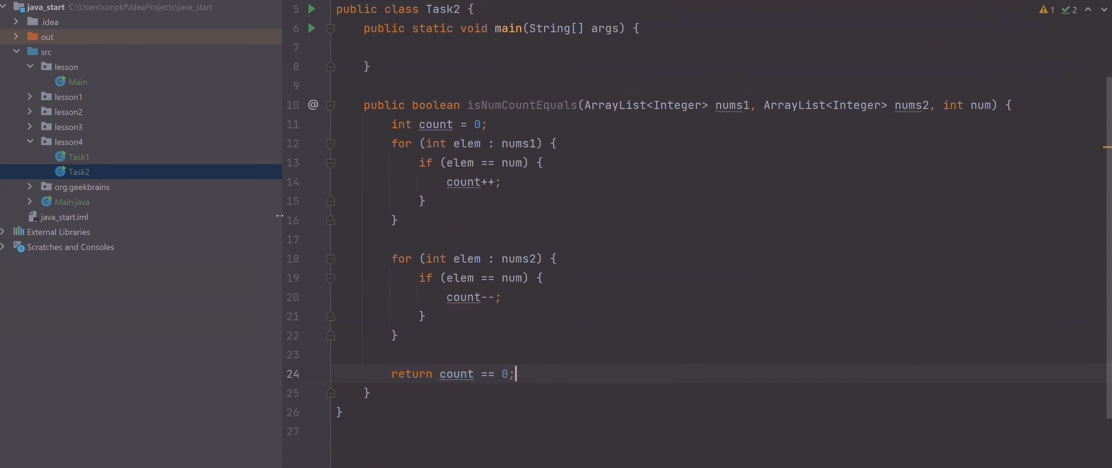 java_start C:\Users\umpkf\IdeaProjects\java_start
.idea
out
src
lesson
Main
lesson1
lesson2
lesson3
lesson4
Task1
Task2
org.geekbrains
Main.java
java_start.iml
External Libraries
Scratches and Consoles
1 2
5 public class Task2 {
6 public static void main(String[] args) {
7
8 }
9
10 @ public boolean isNumCountEquals(ArrayList<Integer> nums1, ArrayList<Integer> nums2, int num) {
11 int count = 0;
12 for (int elem : nums1) {
13 if (elem == num) {
14 count++;
15 }
16 }
17
18 for (int elem : nums2) {
19 if (elem == num) {
20 count--;
21 }
22 }
23
24 return count == 0;
25 }
26 }
27